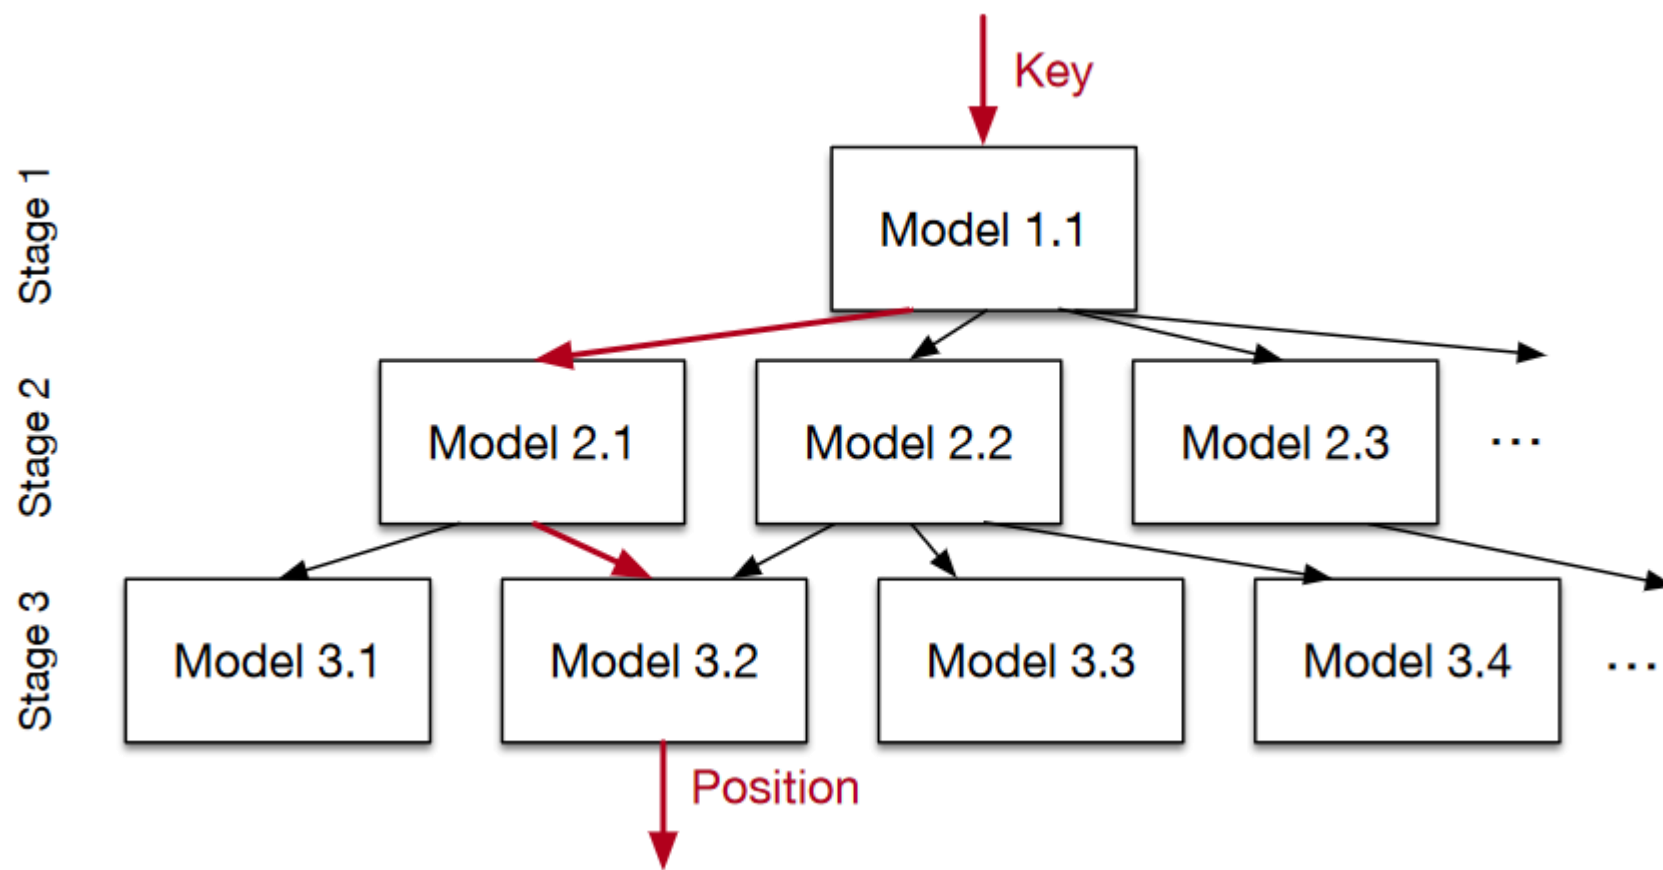 Key
Stage 1
Model 1.1
Stage 2
Model 2.1
Model 2.2
Model 2.3
...
Stage 3
Model 3.1
Model 3.2
Model 3.3
Model 3.4
...
Position